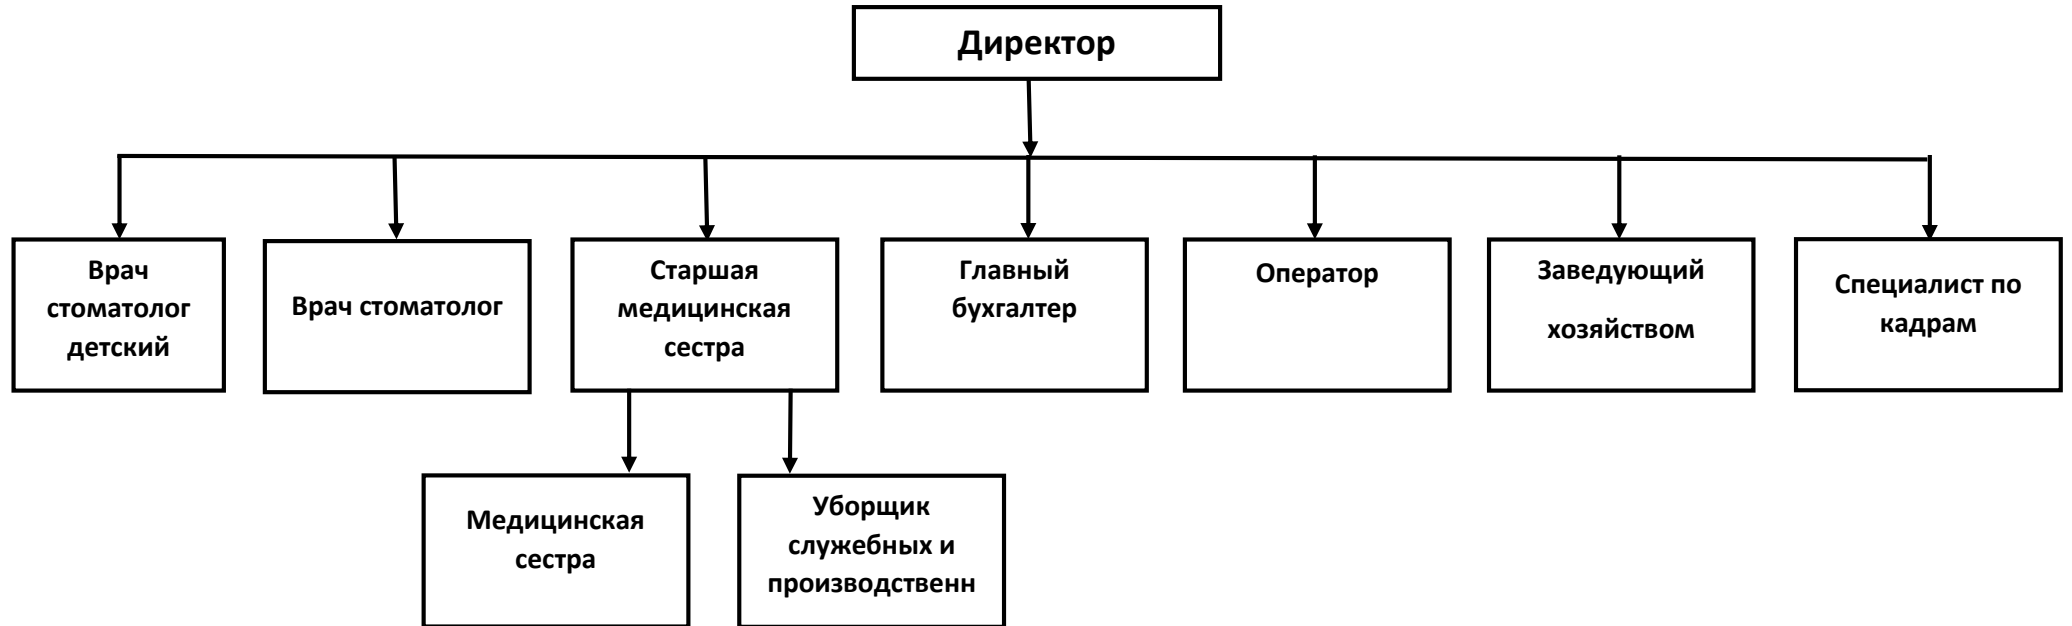 Директор
Врач
стоматолог
детский
Врач стоматолог
Старшая
медицинская
сестра
Главный
бухгалтер
Оператор
Заведующий
хозяйством
Специалист по
кадрам
Медицинская
сестра
Уборщик
служебных и
производственн